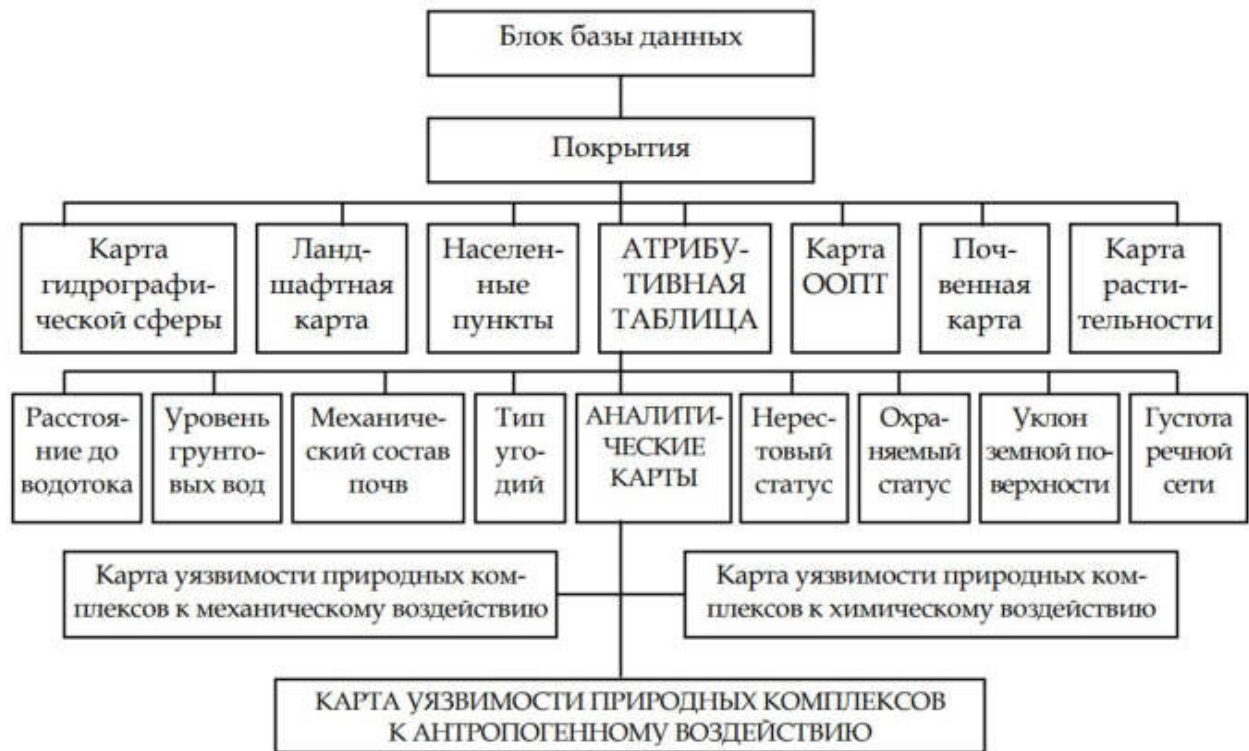 Блок базы данных
Покрытия
Карта
гидрографи-
ческой сферы
Ланд-
шафтная
карта
Населен-
ные
пункты
АТРИБУ-
ТИВНАЯ
ТАБЛИЦА
Карта
ООПТ
Поч-
венная
карта
Карта
расти-
тельности
Расстоя-
ние до
водотока
Уровень
грунто-
вых вод
Механиче-
ский состав
почв
Тип
уго-
дий
АНАЛИТИ-
ЧЕСКИЕ
КАРТЫ
Нерес-
товый
статус
Охра-
няемый
статус
Уклон
земной по-
верхности
Густота
речной
сети
Карта уязвимости природных ком-
плексов к механическому воздействию
Карта уязвимости природных ком-
плексов к химическому воздействию
КАРТА УЯЗВИМОСТИ ПРИРОДНЫХ КОМПЛЕКСОВ
К АНТРОПОГЕННОМУ ВОЗДЕЙСТВИЮ